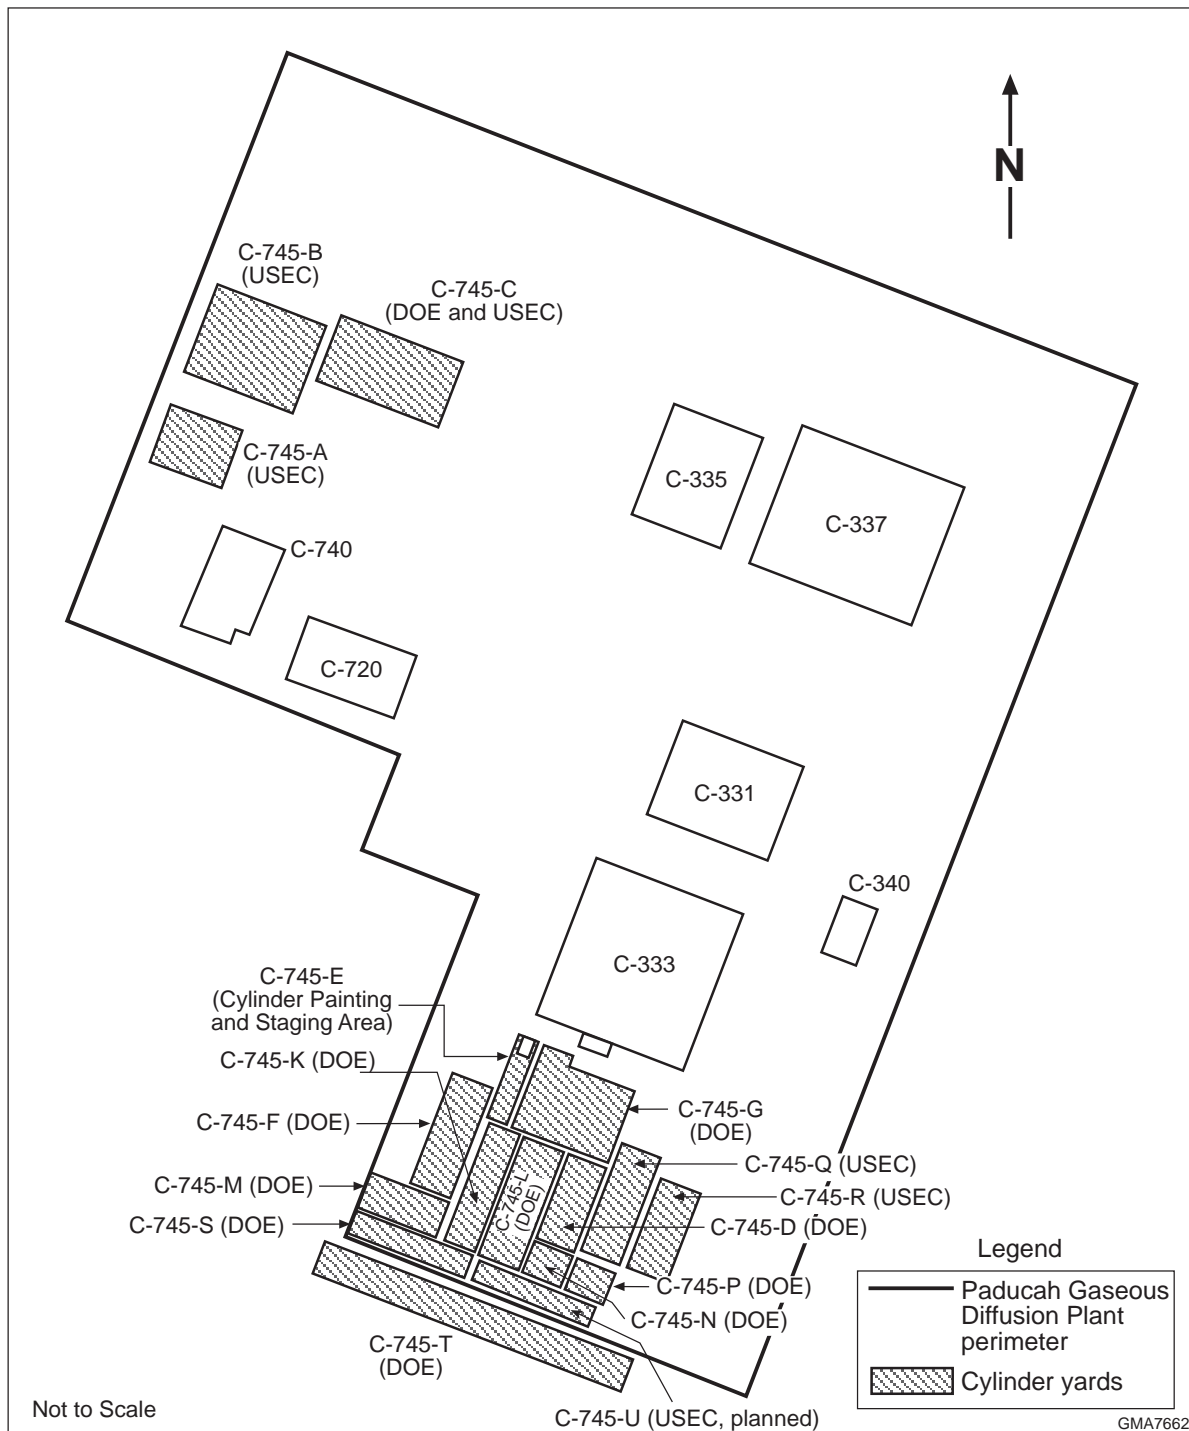 N
C-745-B
(USEC)
C-745-C
(DOE and USEC)
C-745-A
(USEC)
C-335
C-337
C-740
C-720
C-331
C-340
C-333
C-745-E
(Cylinder Painting
and Staging Area)
C-745-K (DOE)
C-745-F (DOE)
C-745-G
(DOE)
C-745-L
(DOE)
C-745-Q (USEC)
C-745-M (DOE)
C-745-R (USEC)
C-745-S (DOE)
C-745-D (DOE)
C-745-P (DOE)
C-745-N (DOE)
C-745-T
(DOE)
C-745-U (USEC, planned)
Legend
Paducah Gaseous
Diffusion Plant
perimeter
Cylinder yards
Not to Scale
GMA7662